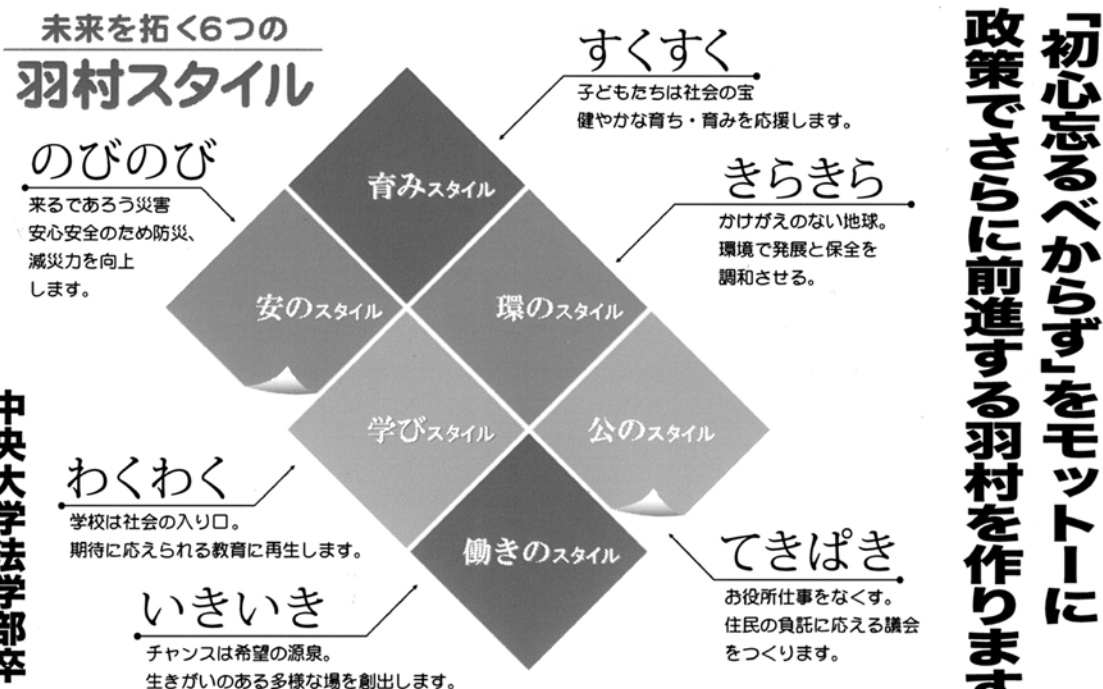 「初心忘るべからず」をモットーに
政策でさらに前進する羽村を作ります
未来を拓く6つの
羽村スタイル
すくすく
子どもたちは社会の宝
健やかな育ち・育みを応援します。
のびのび
来るであろう災害
安心安全のため防災、
減災力を向上
します。
きらきら
かけがえのない地球。
環境で発展と保全を
調和させる。
育みスタイル
安のスタイル
環のスタイル
学びスタイル
公のスタイル
働きのスタイル
わくわく
学校は社会の入り口。
期待に応えられる教育に再生します。
てきぱき
お役所仕事をなくす。
住民の負託に応える議会
をつくります。
いきいき
チャンスは希望の源泉。
生きがいのある多様な場を創出します。
中央大学法学部卒